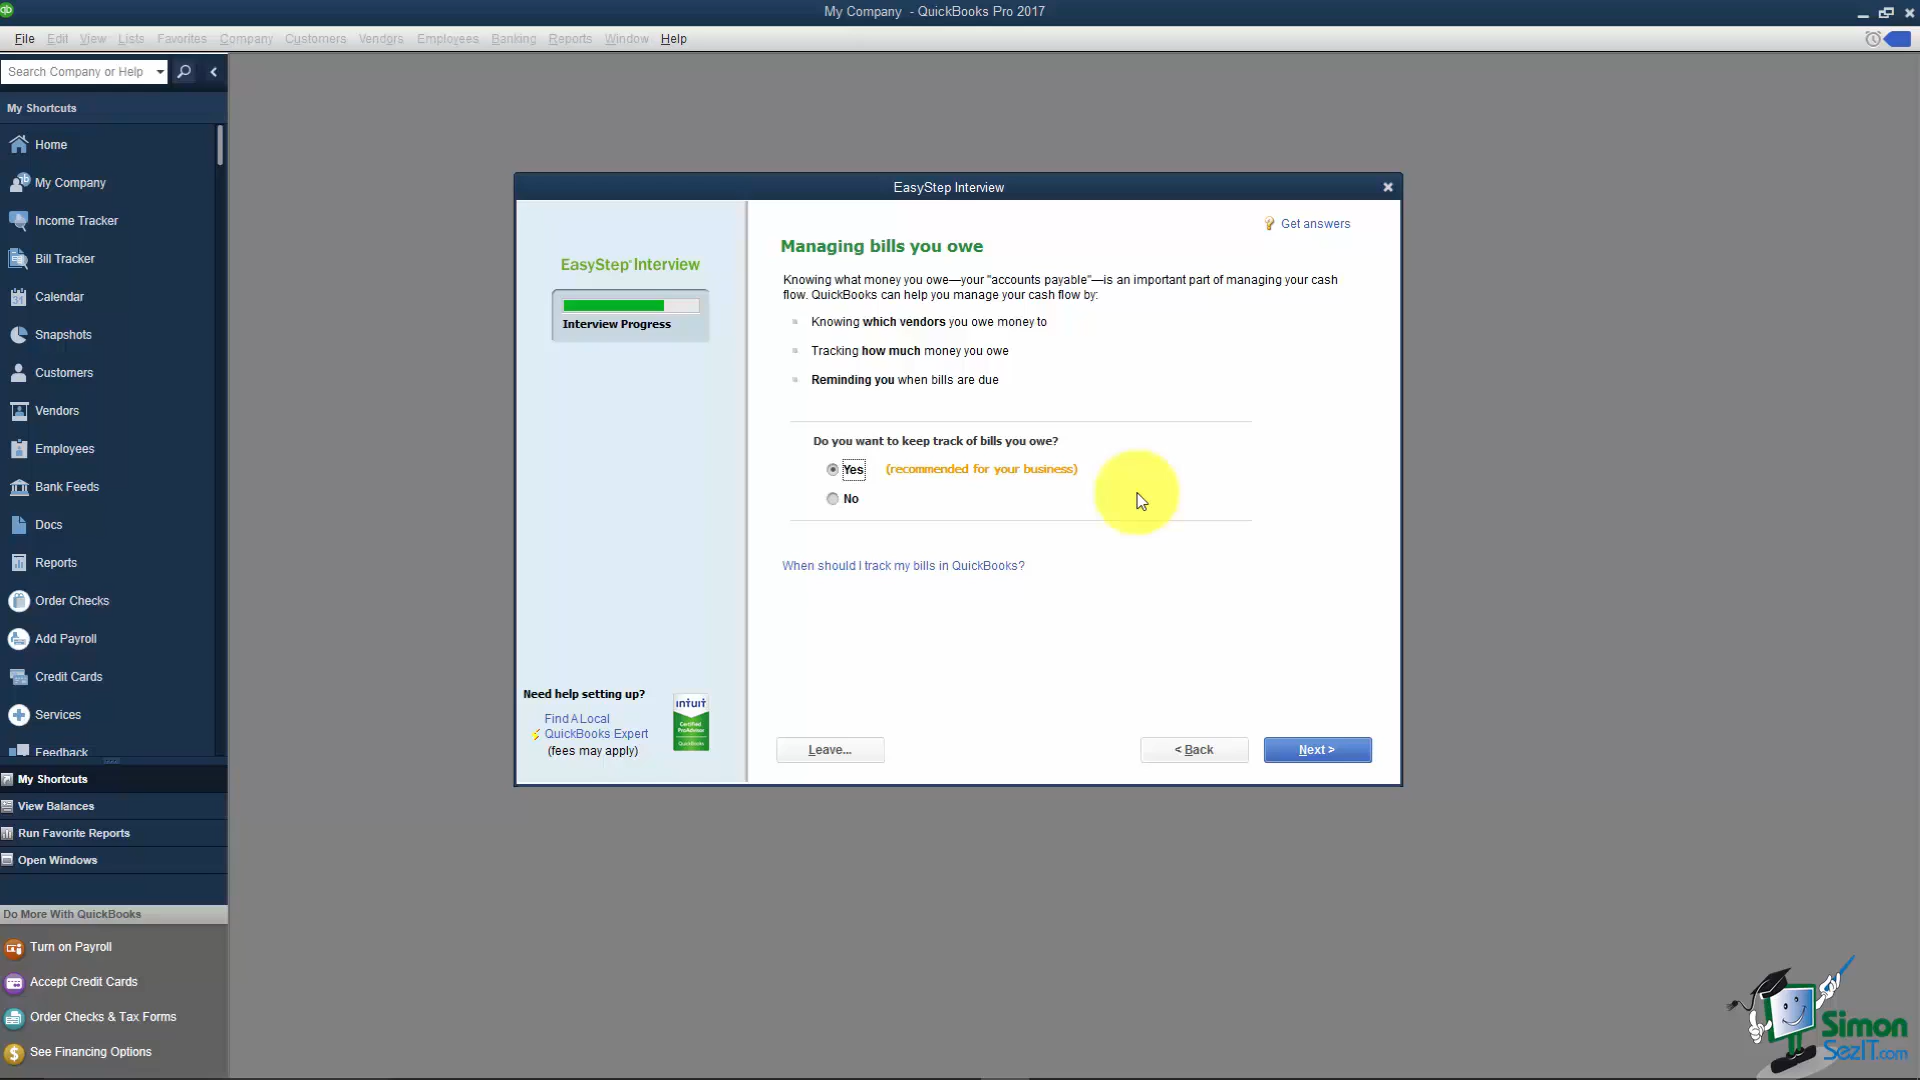 My Company - QuickBooks Pro 2017
File Edit View Lists Favorites Company Customers Vendors Employees Banking Reports Window Help
Search Company or Help
My Shortcuts
Home
My Company
Income Tracker
Bill Tracker
Calendar
Snapshots
Customers
Vendors
Employees
Bank Feeds
Docs
Reports
Order Checks
Add Payroll
Credit Cards
Services
Feedback
My Shortcuts
View Balances
Run Favorite Reports
Open Windows
Do More With QuickBooks
Turn on Payroll
Accept Credit Cards
Order Checks & Tax Forms
See Financing Options
EasyStep Interview
EasyStep Interview
Interview Progress
Need help setting up?
Find A Local
QuickBooks Expert
(fees may apply)
intuit
Certified
ProAdvisor
QuickBooks
Get answers
Managing bills you owe
Knowing what money you owe—your "accounts payable"—is an important part of managing your cash
flow. QuickBooks can help you manage your cash flow by:
Knowing which vendors you owe money to
Tracking how much money you owe
Reminding you when bills are due
Do you want to keep track of bills you owe?
Yes (recommended for your business)
No
When should I track my bills in QuickBooks?
Leave...
< Back
Next >
Simon
SezIT.com